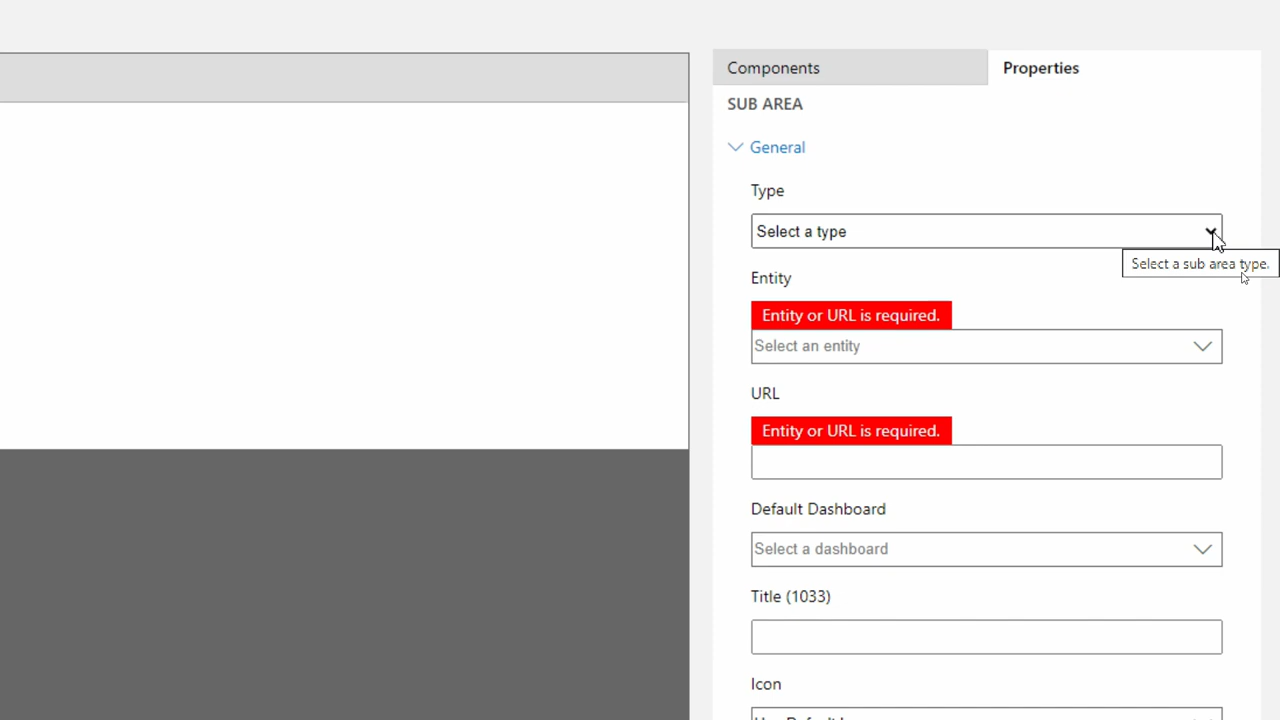 Components
Properties
SUB AREA
General
Type
Select a type
Select a sub area type.
Entity
Entity or URL is required.
Select an entity
URL
Entity or URL is required.
Default Dashboard
Select a dashboard
Title (1033)
Icon